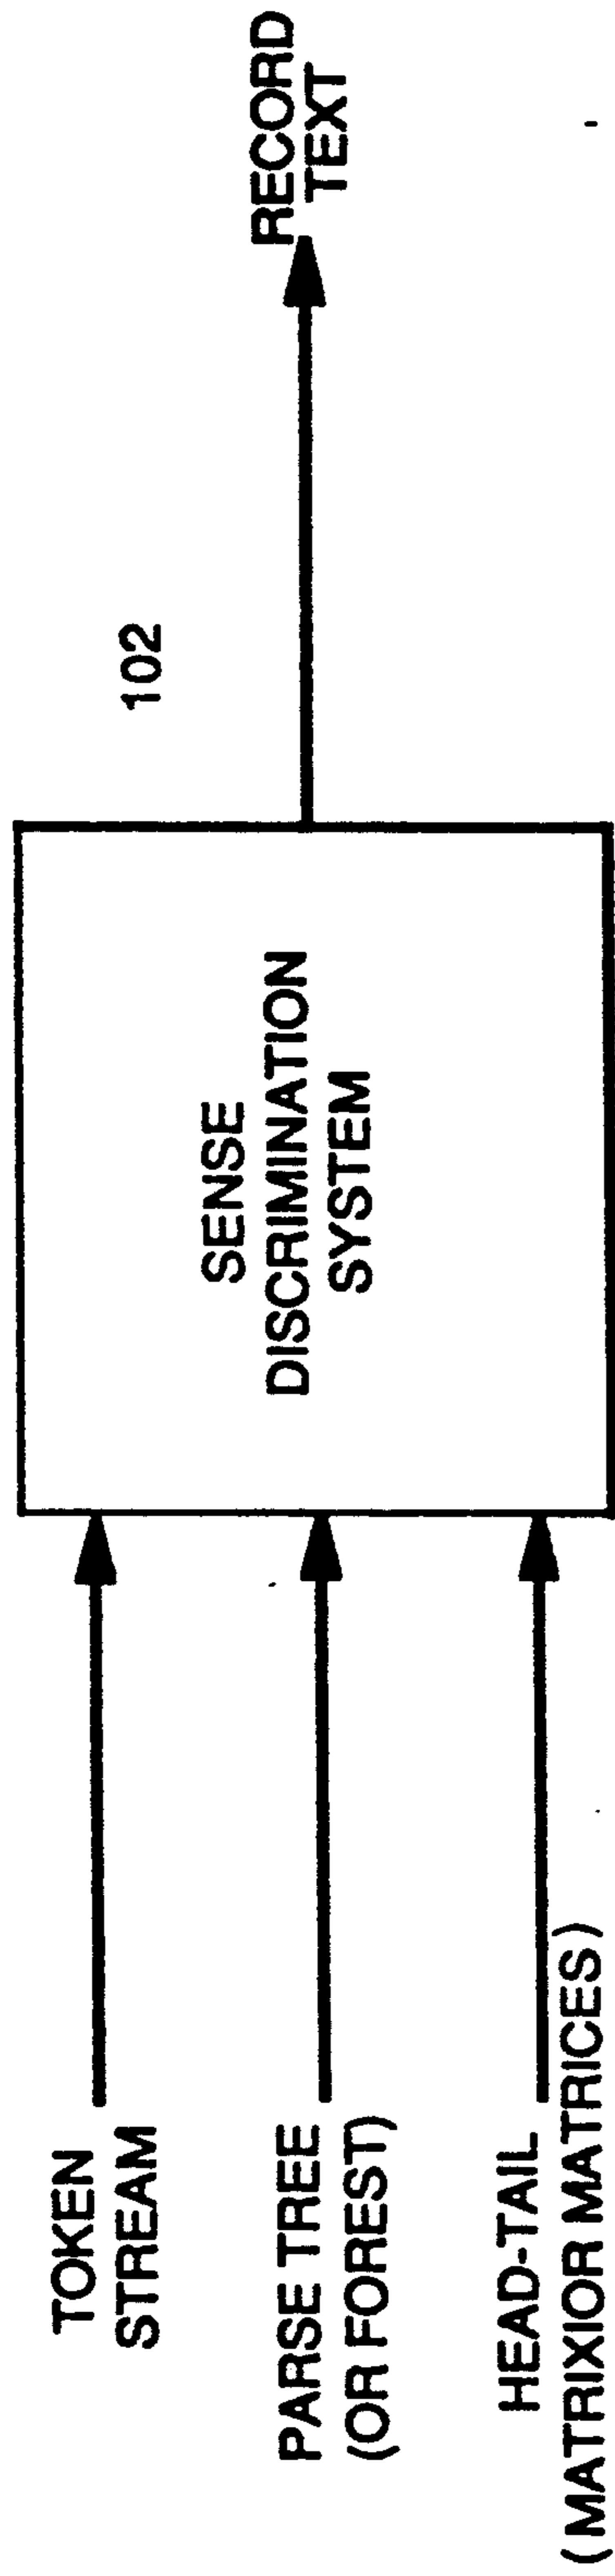 TOKEN
STREAM
PARSE TREE
(OR FOREST)
HEAD-TAIL
( MATRIXIOR MATRICES)
SENSE
DISCRIMINATION
SYSTEM
102
RECORD
TEXT